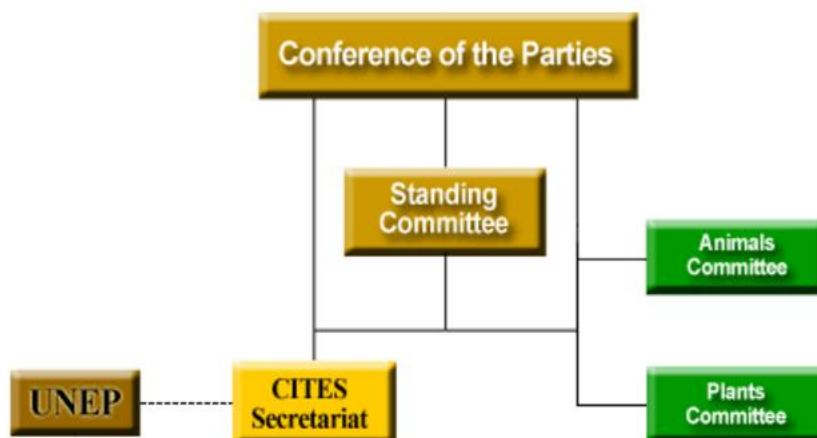 Conference of the Parties
Standing
Committee
Animals
Committee
UNEP
CITES
Secretariat
Plants
Committee